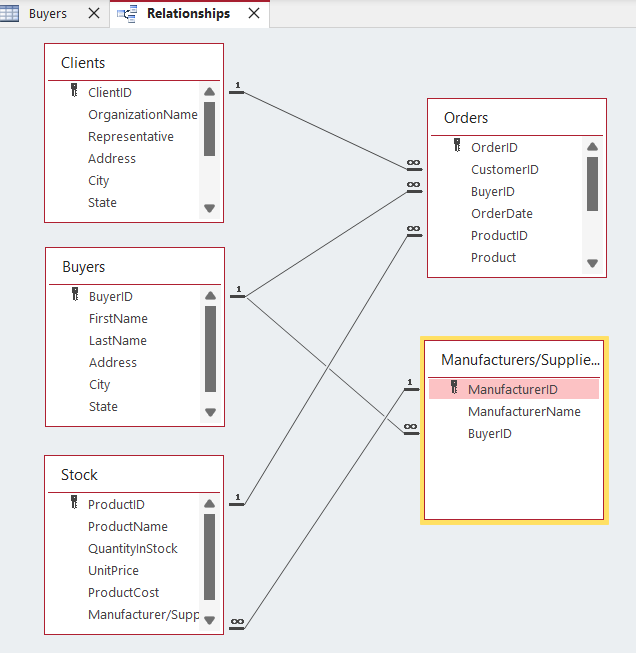 Buyers
Relationships
Clients
ClientID
OrganizationName
Representative
Address
City
State
1
∞
Orders
OrderID
CustomerID
BuyerID
OrderDate
ProductID
Product
∞
∞
Buyers
BuyerID
FirstName
LastName
Address
City
State
1
Manufacturers/Supplie...
ManufacturerID
ManufacturerName
BuyerID
1
∞
Stock
ProductID
ProductName
QuantityInStock
UnitPrice
ProductCost
Manufacturer/Supp
1
∞